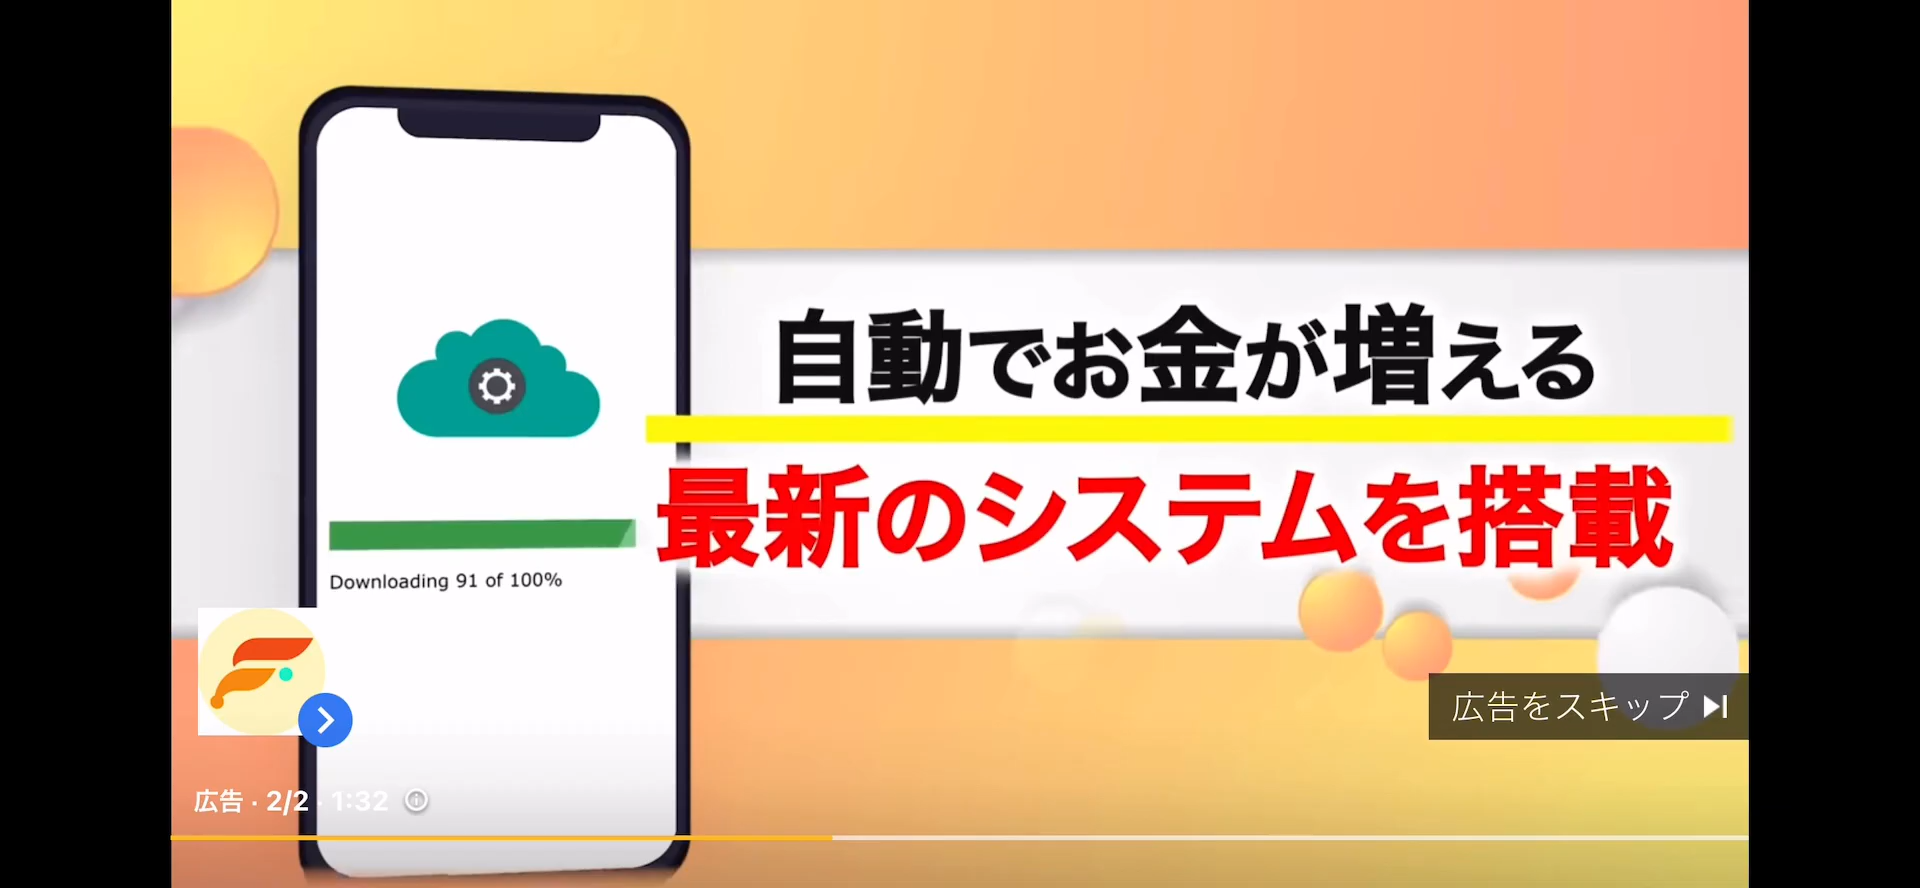 自動でお金が増える
最新のシステムを搭載
Downloading 91 of 100%
広告をスキップ
広告 · 2/2 · 1:32